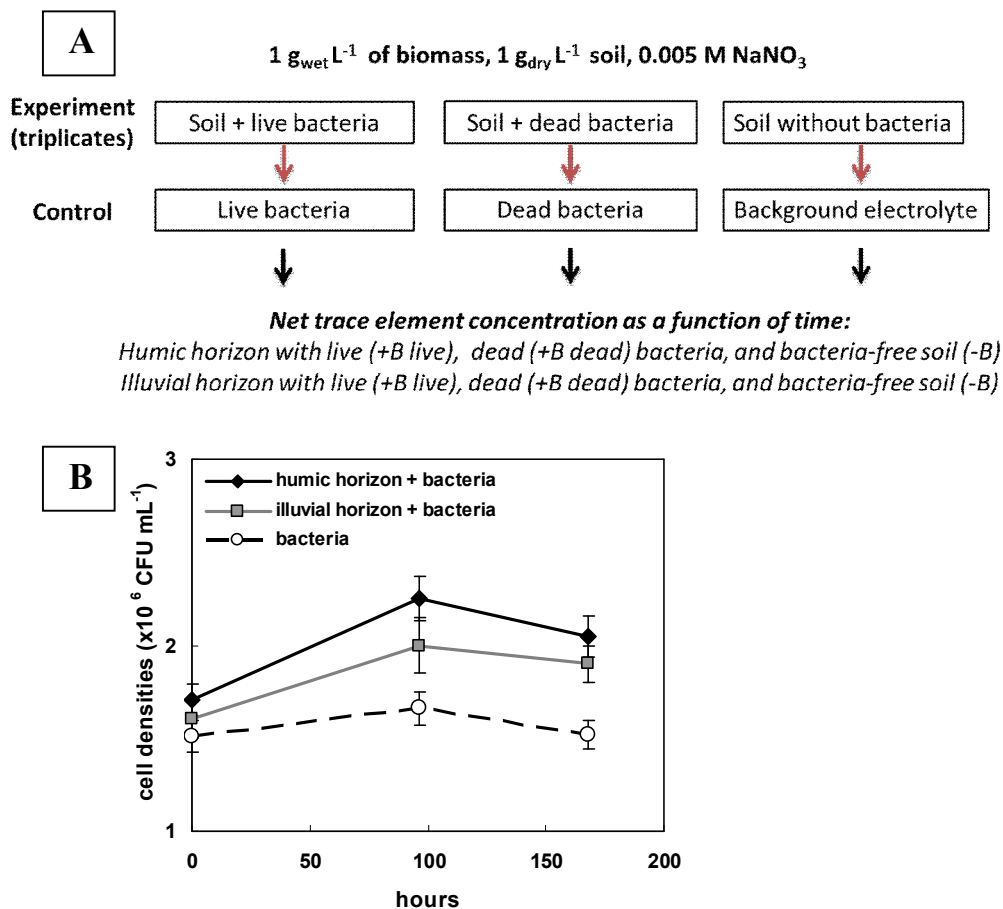 A
1 g_wet L⁻¹ of biomass, 1 g_dry L⁻¹ soil, 0.005 M NaNO₃
Experiment
(triplicates)
Soil + live bacteria
Soil + dead bacteria
Soil without bacteria
Control
Live bacteria
Dead bacteria
Background electrolyte
Net trace element concentration as a function of time:
Humic horizon with live (+B live), dead (+B dead) bacteria, and bacteria-free soil (-B)
Illuvial horizon with live (+B live), dead (+B dead) bacteria, and bacteria-free soil (-B)
B
humic horizon + bacteria
illuvial horizon + bacteria
bacteria
cell densities (x10 ⁶ CFU mL⁻¹)
3
2
1
0
50
100
150
200
hours